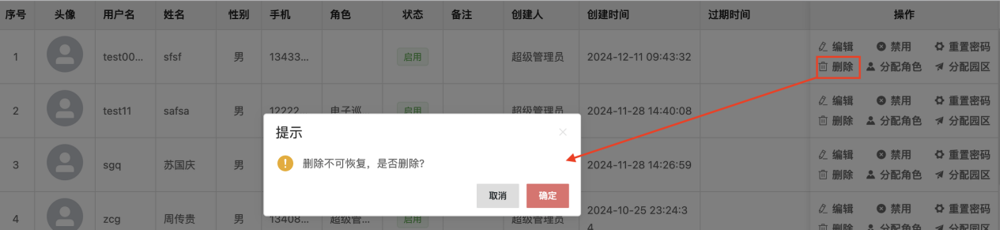 序号 头像 用户名 姓名 性别 手机 角色 状态 备注 创建人 创建时间 过期时间 操作
1 test00... sfsf 男 13433... 启用 超级管理员 2024-12-11 09:43:32 编辑 禁用 重置密码
删除 分配角色 分配园区
2 test11 safsa 男 12222... 电子巡... 启用 超级管理员 2024-11-28 14:40:08 编辑 禁用 重置密码
删除 分配角色 分配园区
提示
3 sgq 苏国庆 男 2024-11-28 14:26:59 编辑 禁用 重置密码
删除不可恢复，是否删除?
删除 分配角色 分配园区
取消 确定
4 zcg 周传贵 男 13408... 超级管... 启用 超级管理员 2024-10-25 23:24:34 编辑 禁用 重置密码
删除 分配角色 分配园区